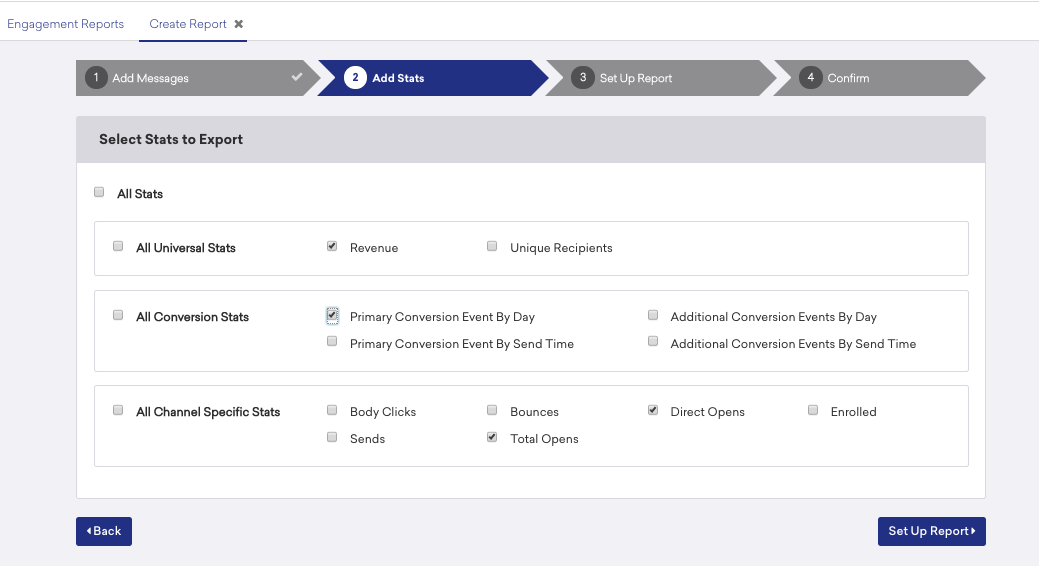 Engagement Reports Create Report
1 Add Messages 2 Add Stats 3 Set Up Report 4 Confirm
Select Stats to Export
All Stats
All Universal Stats Revenue Unique Recipients
All Conversion Stats Primary Conversion Event By Day Additional Conversion Events By Day
Primary Conversion Event By Send Time Additional Conversion Events By Send Time
All Channel Specific Stats Body Clicks Bounces Direct Opens Enrolled
Sends Total Opens
Back Set Up Report